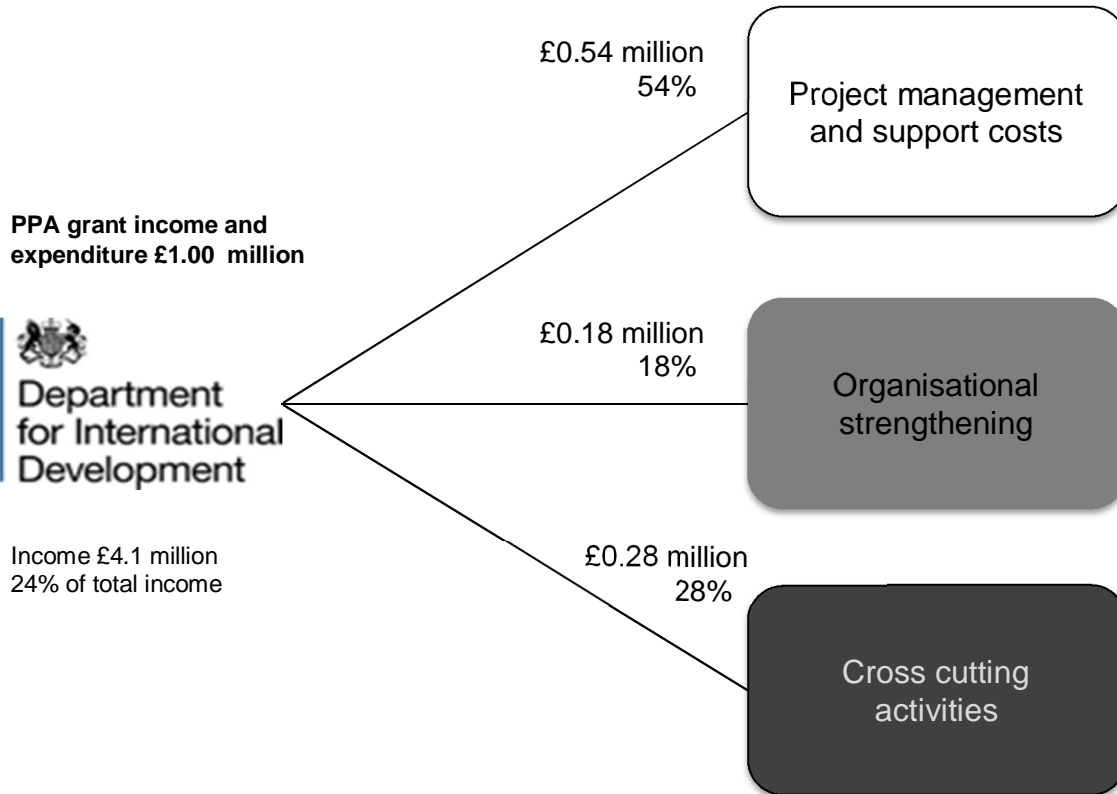 £0.54 million
54%
Project management
and support costs
PPA grant income and
expenditure £1.00 million
£0.18 million
18%
Organisational
strengthening
Department
for International
Development
Income £4.1 million
24% of total income
£0.28 million
28%
Cross cutting
activities